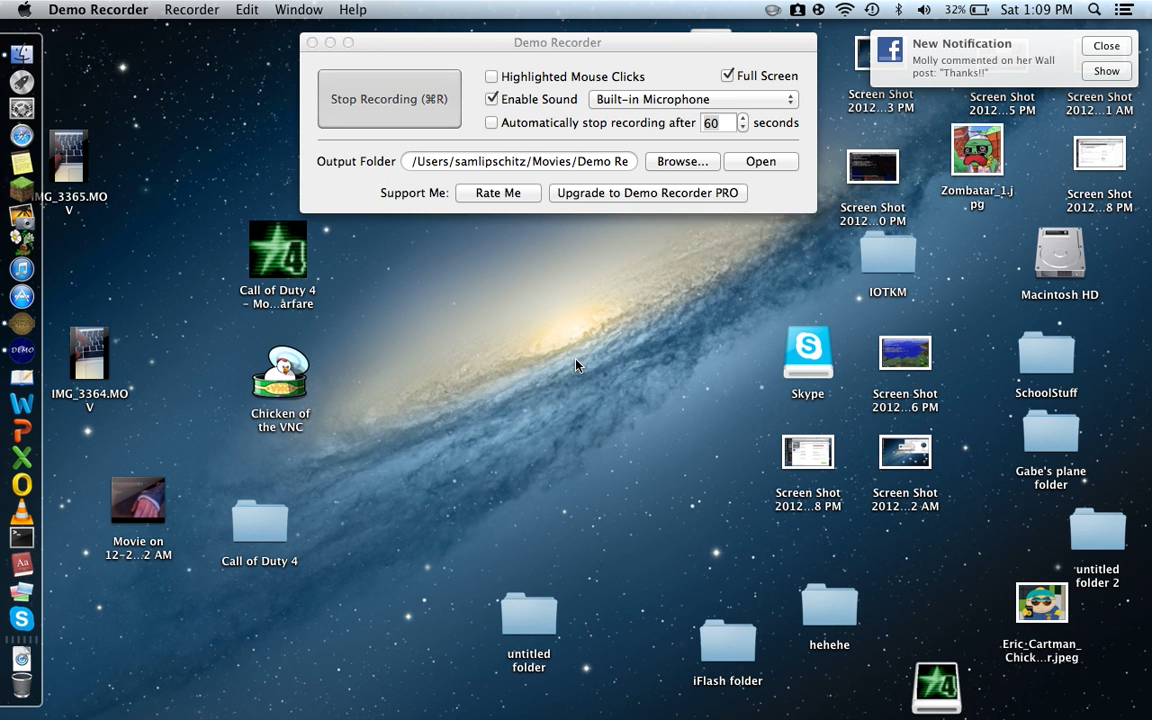 Demo Recorder Recorder Edit Window Help
32% Sat 1:09 PM
Demo Recorder
Stop Recording (⌘R)
Highlighted Mouse Clicks
Full Screen
Enable Sound
Built-in Microphone
Automatically stop recording after 60 seconds
Output Folder /Users/samlipschitz/Movies/Demo Re Browse... Open
Support Me: Rate Me Upgrade to Demo Recorder PRO
New Notification
Molly commented on her Wall
post: "Thanks!!"
Close
Show
Screen Shot
2012...3 PM
Screen Shot
2012...5 PM
Screen Shot
2012...1 AM
IMG_3365.MO
V
Screen Shot
2012...0 PM
Zombatar_1.j
pg
Screen Shot
2012...8 PM
Call of Duty 4
- Mo...arfare
IOTKM
Macintosh HD
IMG_3364.MO
V
Chicken of
the VNC
Skype
Screen Shot
2012...6 PM
SchoolStuff
Screen Shot
2012...8 PM
Screen Shot
2012...2 AM
Gabe's plane
folder
Movie on
12-2...2 AM
Call of Duty 4
untitled
folder 2
untitled
folder
iFlash folder
hehehe
Eric-Cartman_
Chick...r.jpeg
DEMO
Aa